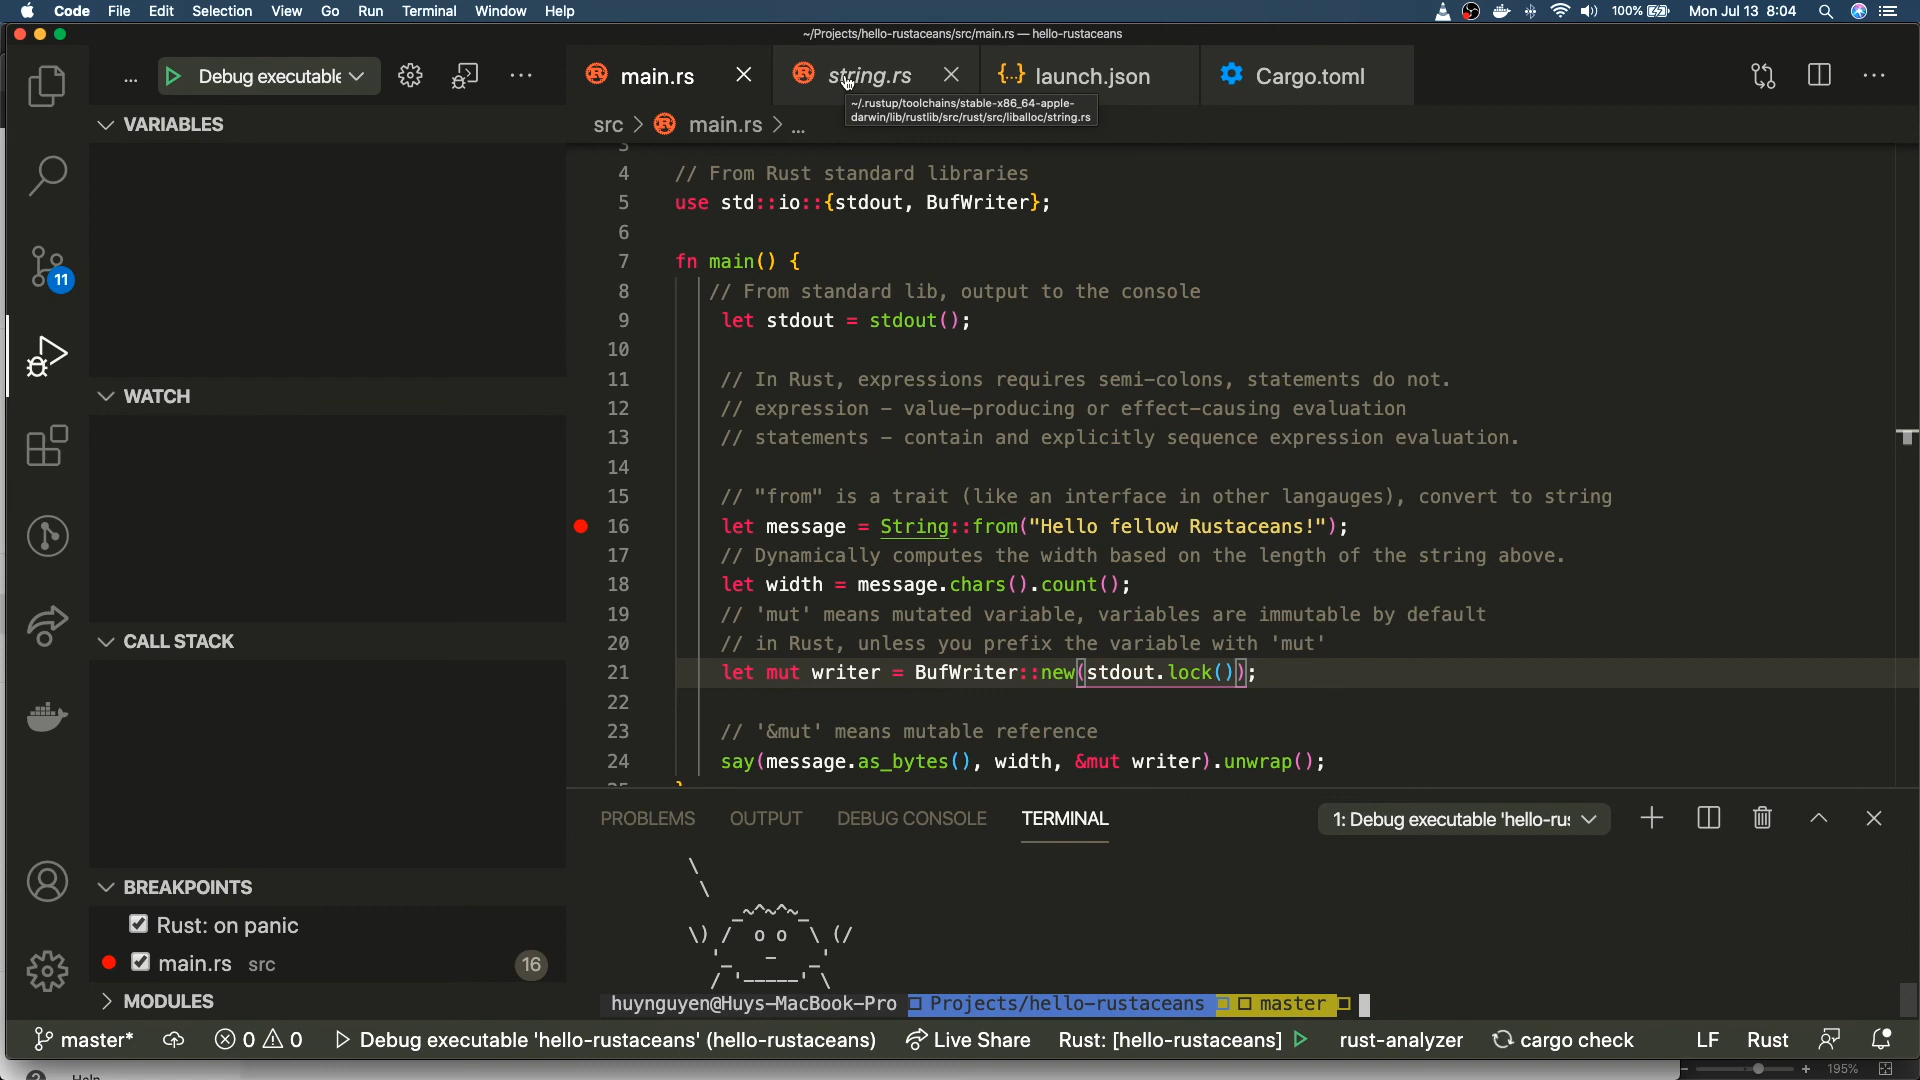 Code File Edit Selection View Go Run Terminal Window Help 100% Mon Jul 13 8:04
~/Projects/hello-rustaceans/src/main.rs — hello-rustaceans
... Debug executable ... main.rs string.rs {..} launch.json Cargo.toml ...
~/.rustup/toolchains/stable-x86_64-apple-
darwin/lib/rustlib/src/rust/src/liballoc/string.rs
src > main.rs > ...
VARIABLES
WATCH
CALL STACK
BREAKPOINTS
Rust: on panic
main.rs src 16
MODULES
11
3
4 // From Rust standard libraries
5 use std::io::{stdout, BufWriter};
6
7 fn main() {
8 // From standard lib, output to the console
9 let stdout = stdout();
10
11 // In Rust, expressions requires semi-colons, statements do not.
12 // expression - value-producing or effect-causing evaluation
13 // statements - contain and explicitly sequence expression evaluation.
14
15 // "from" is a trait (like an interface in other langauges), convert to string
16 let message = String::from("Hello fellow Rustaceans!");
17 // Dynamically computes the width based on the length of the string above.
18 let width = message.chars().count();
19 // 'mut' means mutated variable, variables are immutable by default
20 // in Rust, unless you prefix the variable with 'mut'
21 let mut writer = BufWriter::new(stdout.lock());
22
23 // '&mut' means mutable reference
24 say(message.as_bytes(), width, &mut writer).unwrap();
25 }
PROBLEMS OUTPUT DEBUG CONSOLE TERMINAL 1: Debug executable 'hello-rus
\
\
_~^~^~_
\) / o o \ (/
'_ - _'
/ '-----' \
huynguyen@Huys-MacBook-Pro Projects/hello-rustaceans master
master* 0 0 Debug executable 'hello-rustaceans' (hello-rustaceans) Live Share Rust: [hello-rustaceans] rust-analyzer cargo check LF Rust
Help - + 195%